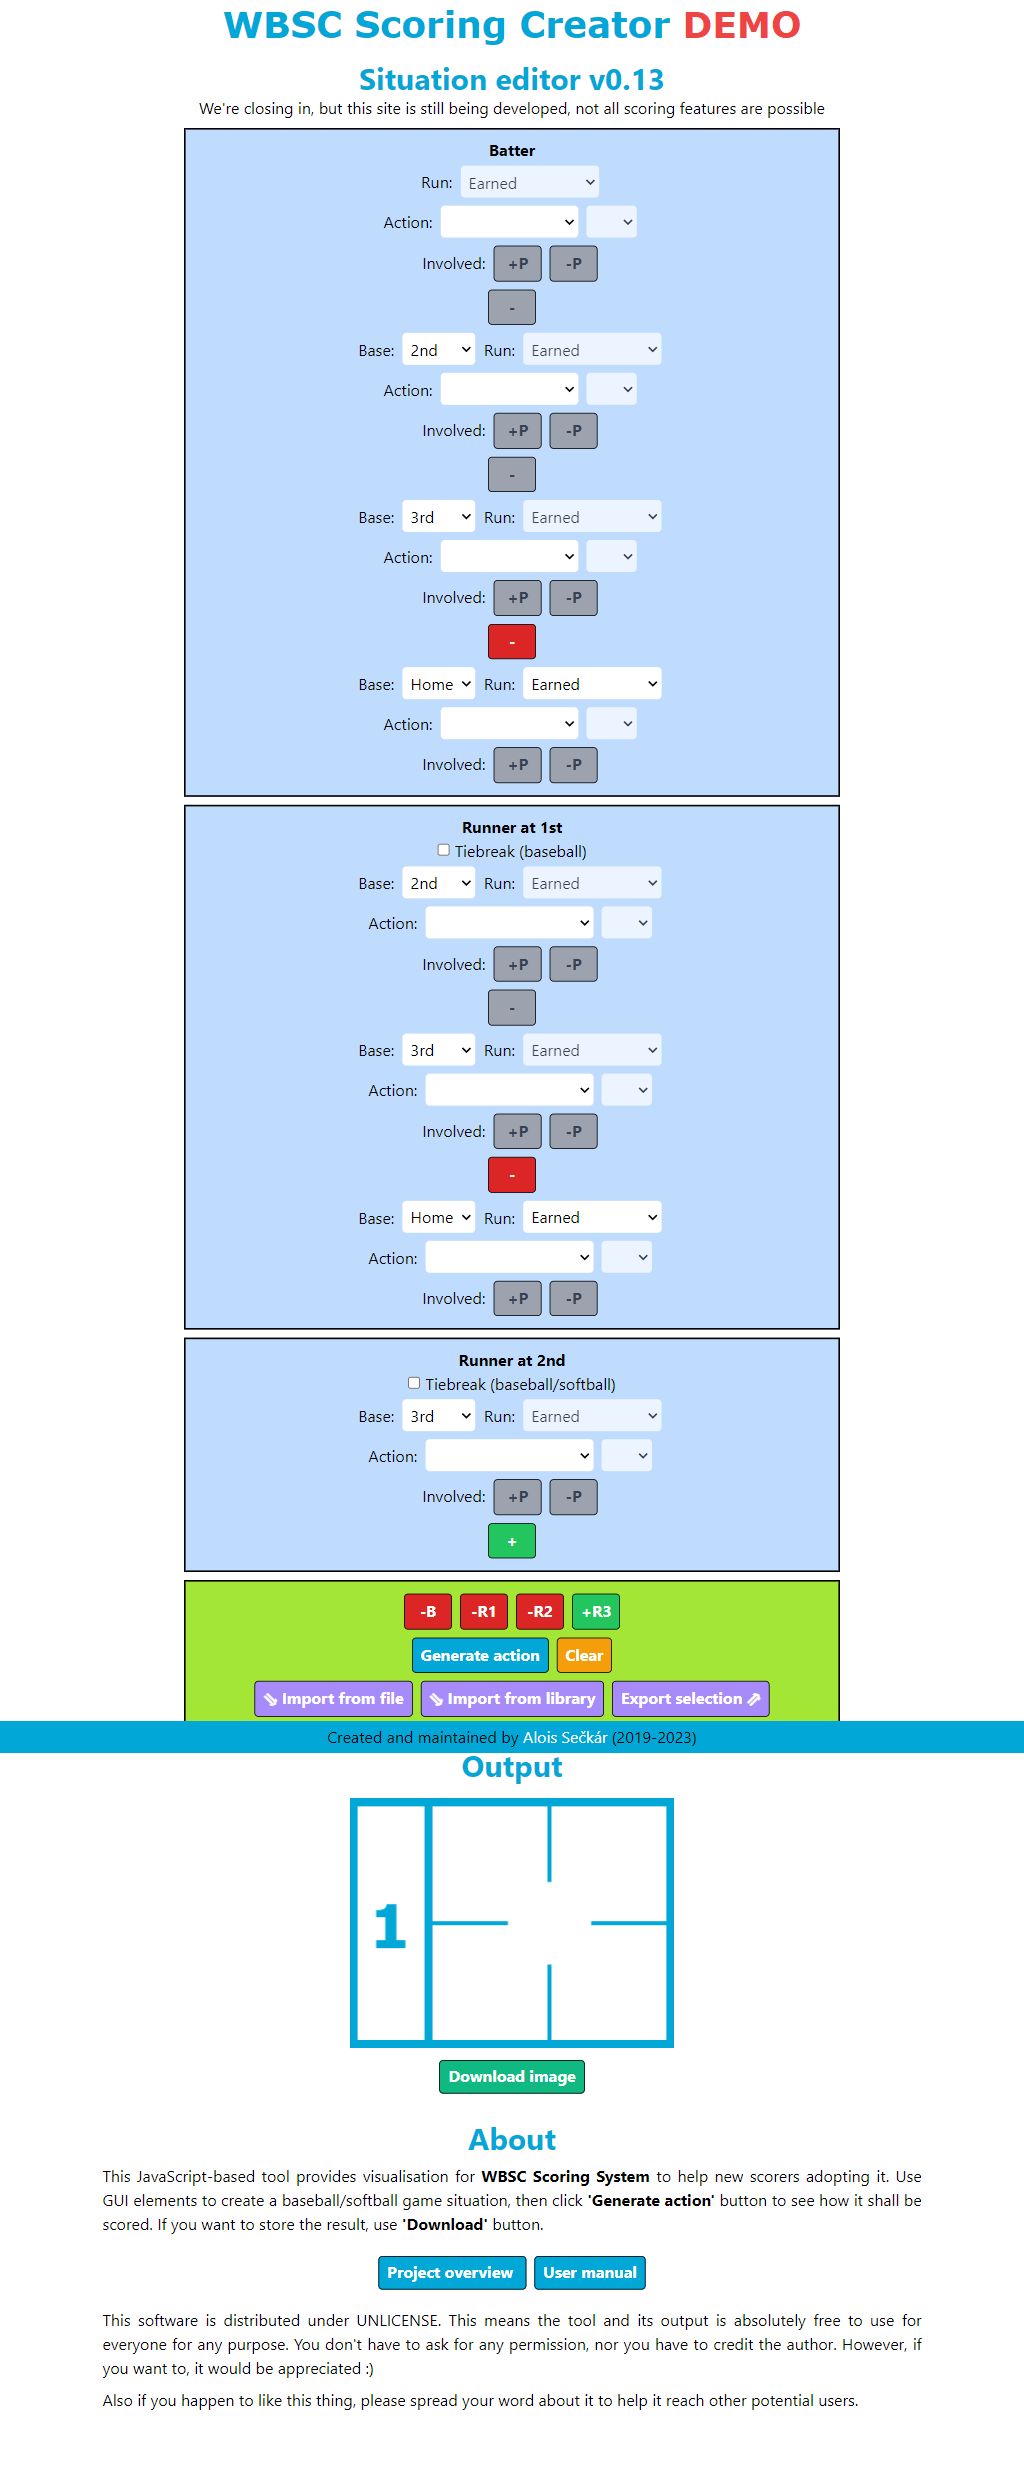 WBSC Scoring Creator DEMO
Situation editor v0.13
We're closing in, but this site is still being developed, not all scoring features are possible
Batter
Run: Earned
Action:
Involved: +P -P
-
Base: 2nd Run: Earned
Action:
Involved: +P -P
-
Base: 3rd Run: Earned
Action:
Involved: +P -P
-
Base: Home Run: Earned
Action:
Involved: +P -P
Runner at 1st
Tiebreak (baseball)
Base: 2nd Run: Earned
Action:
Involved: +P -P
-
Base: 3rd Run: Earned
Action:
Involved: +P -P
-
Base: Home Run: Earned
Action:
Involved: +P -P
Runner at 2nd
Tiebreak (baseball/softball)
Base: 3rd Run: Earned
Action:
Involved: +P -P
+
-B -R1 -R2 +R3
Generate action Clear
⇘ Import from file ⇘ Import from library Export selection ⇗
Created and maintained by Alois Sečkár (2019-2023)
Output
1
Download image
About
This JavaScript-based tool provides visualisation for WBSC Scoring System to help new scorers adopting it. Use
GUI elements to create a baseball/softball game situation, then click 'Generate action' button to see how it shall be
scored. If you want to store the result, use 'Download' button.
Project overview User manual
This software is distributed under UNLICENSE. This means the tool and its output is absolutely free to use for
everyone for any purpose. You don't have to ask for any permission, nor you have to credit the author. However, if
you want to, it would be appreciated :)
Also if you happen to like this thing, please spread your word about it to help it reach other potential users.